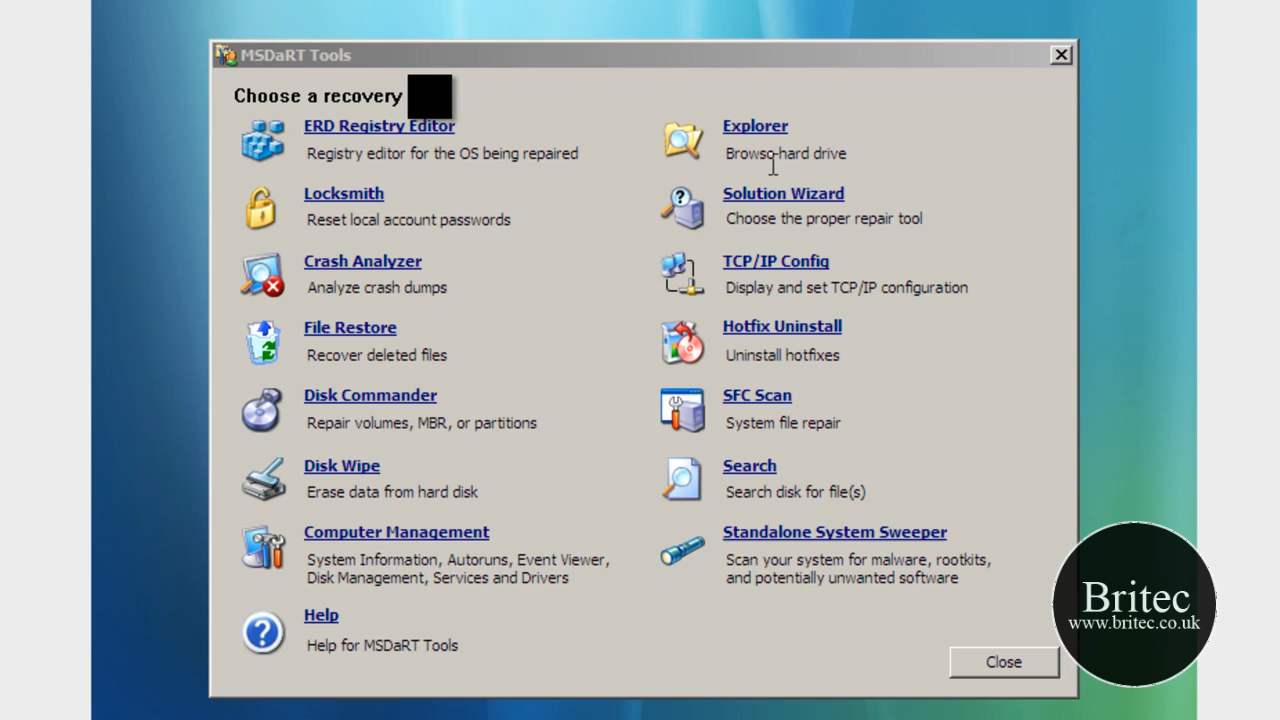 MSDaRT Tools
Choose a recovery
ERD Registry Editor
Registry editor for the OS being repaired
Locksmith
Reset local account passwords
Crash Analyzer
Analyze crash dumps
File Restore
Recover deleted files
Disk Commander
Repair volumes, MBR, or partitions
Disk Wipe
Erase data from hard disk
Computer Management
System Information, Autoruns, Event Viewer,
Disk Management, Services and Drivers
Help
Help for MSDaRT Tools
Explorer
Browse hard drive
Solution Wizard
Choose the proper repair tool
TCP/IP Config
Display and set TCP/IP configuration
Hotfix Uninstall
Uninstall hotfixes
SFC Scan
System file repair
Search
Search disk for file(s)
Standalone System Sweeper
Scan your system for malware, rootkits,
and potentially unwanted software
Close
Britec
www.britec.co.uk